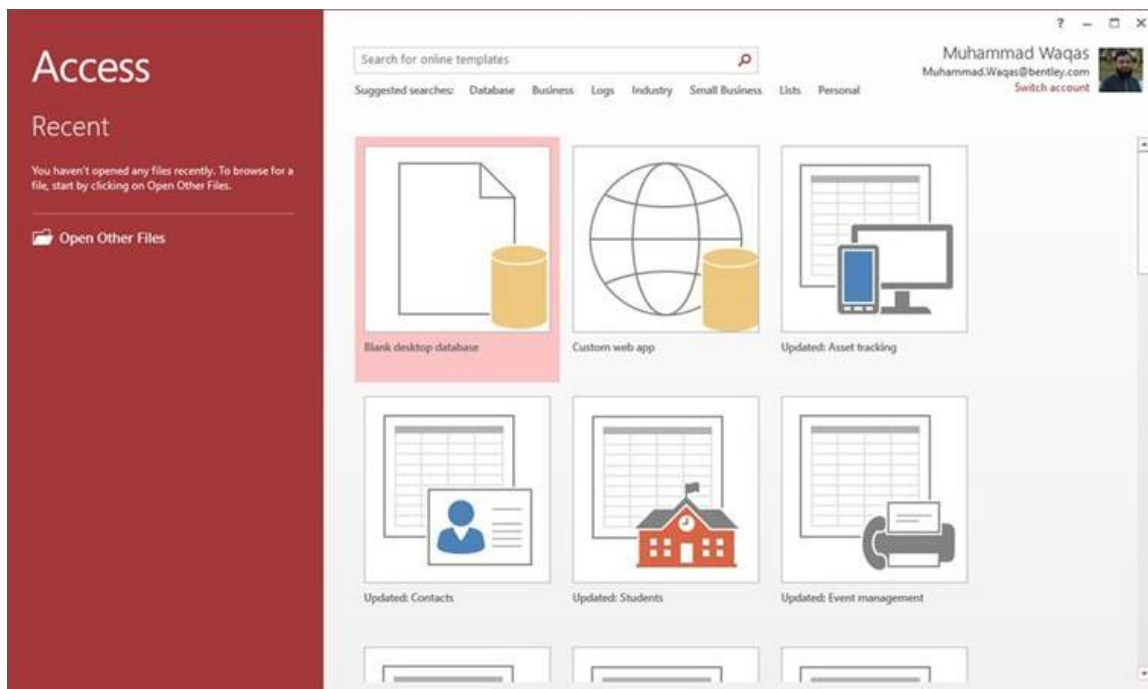 Access
Recent
You haven't opened any files recently. To browse for a
file, start by clicking on Open Other Files.
Open Other Files
?
Search for online templates
Suggested searches: Database Business Logs Industry Small Business Lists Personal
Muhammad Waqas
Muhammad.Waqas@bentley.com
Switch account
Blank desktop database
Custom web app
Updated: Asset tracking
Updated: Contacts
Updated: Students
Updated: Event management